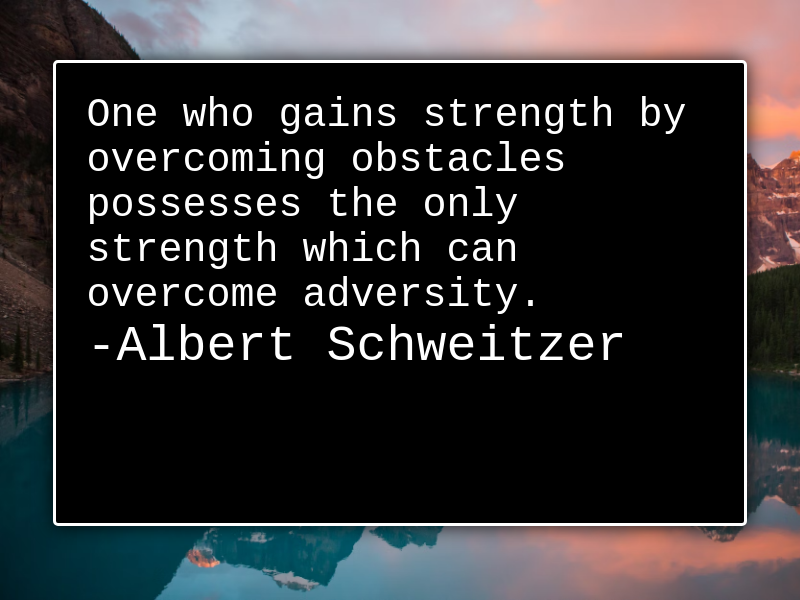 One who gains strength by
overcoming obstacles
possesses the only
strength which can
overcome adversity.
-Albert Schweitzer